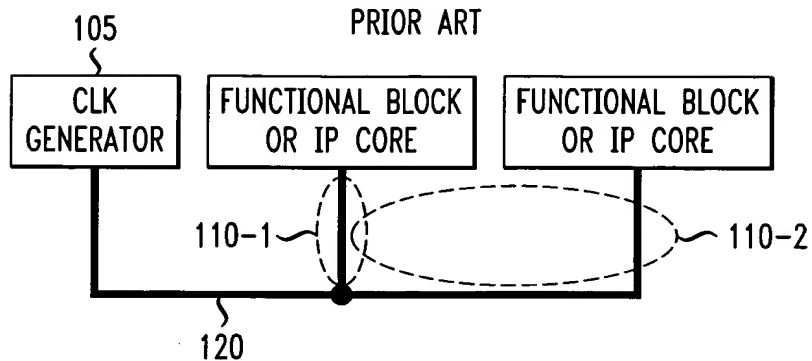 PRIOR ART
105
CLK
GENERATOR
FUNCTIONAL BLOCK
OR IP CORE
FUNCTIONAL BLOCK
OR IP CORE
110-1
110-2
120